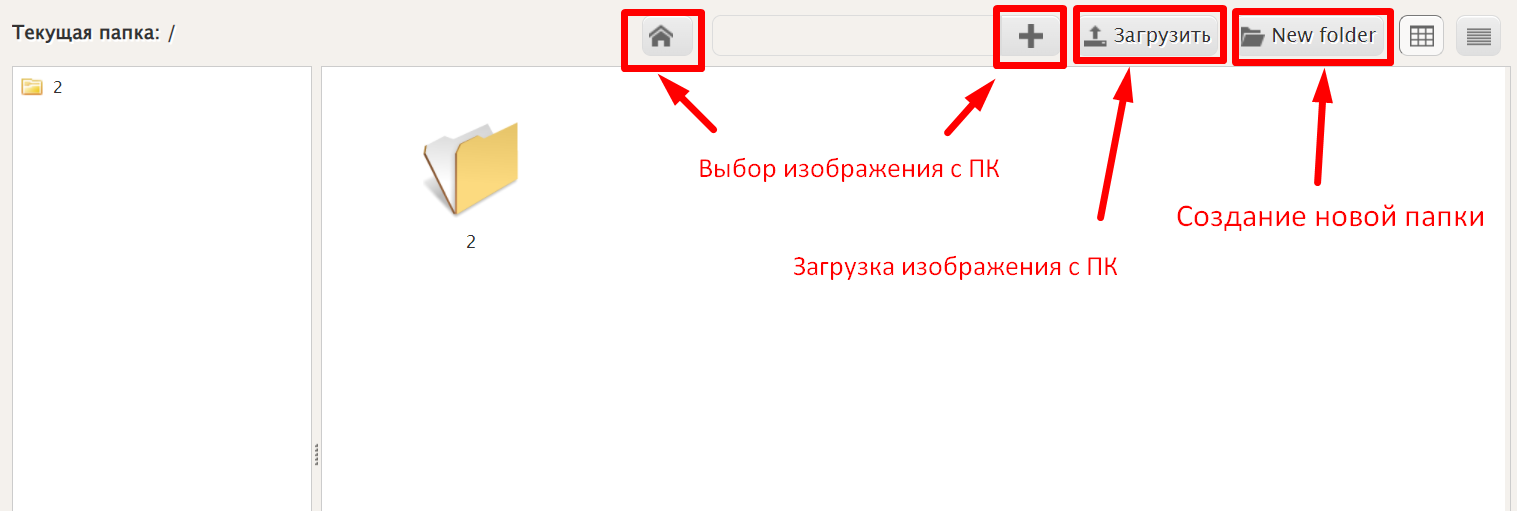 Текущая папка: /
Загрузить
New folder
2
2
Выбор изображения с ПК
Создание новой папки
Загрузка изображения с ПК